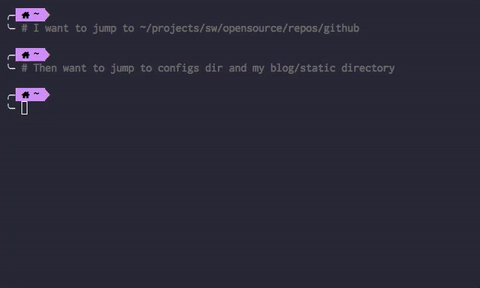 ~
# I want to jump to ~/projects/sw/opensource/repos/github
~
# Then want to jump to configs dir and my blog/static directory
~